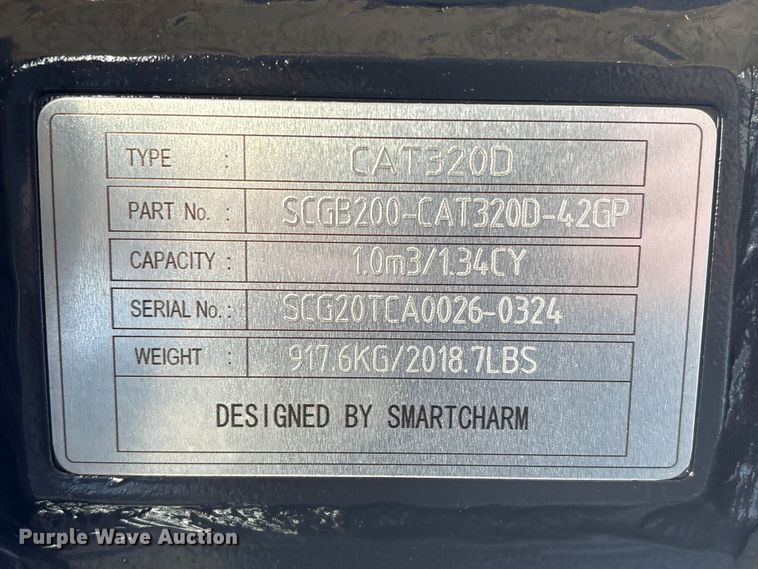 TYPE : CAT320D
PART No. : SCGB200-CAT320D-42GP
CAPACITY : 1.0m3/1.34CY
SERIAL No. : SCG20TCA0026-0324
WEIGHT : 917.6KG/2018.7LBS
DESIGNED BY SMARTCHARM
Purple Wave Auction